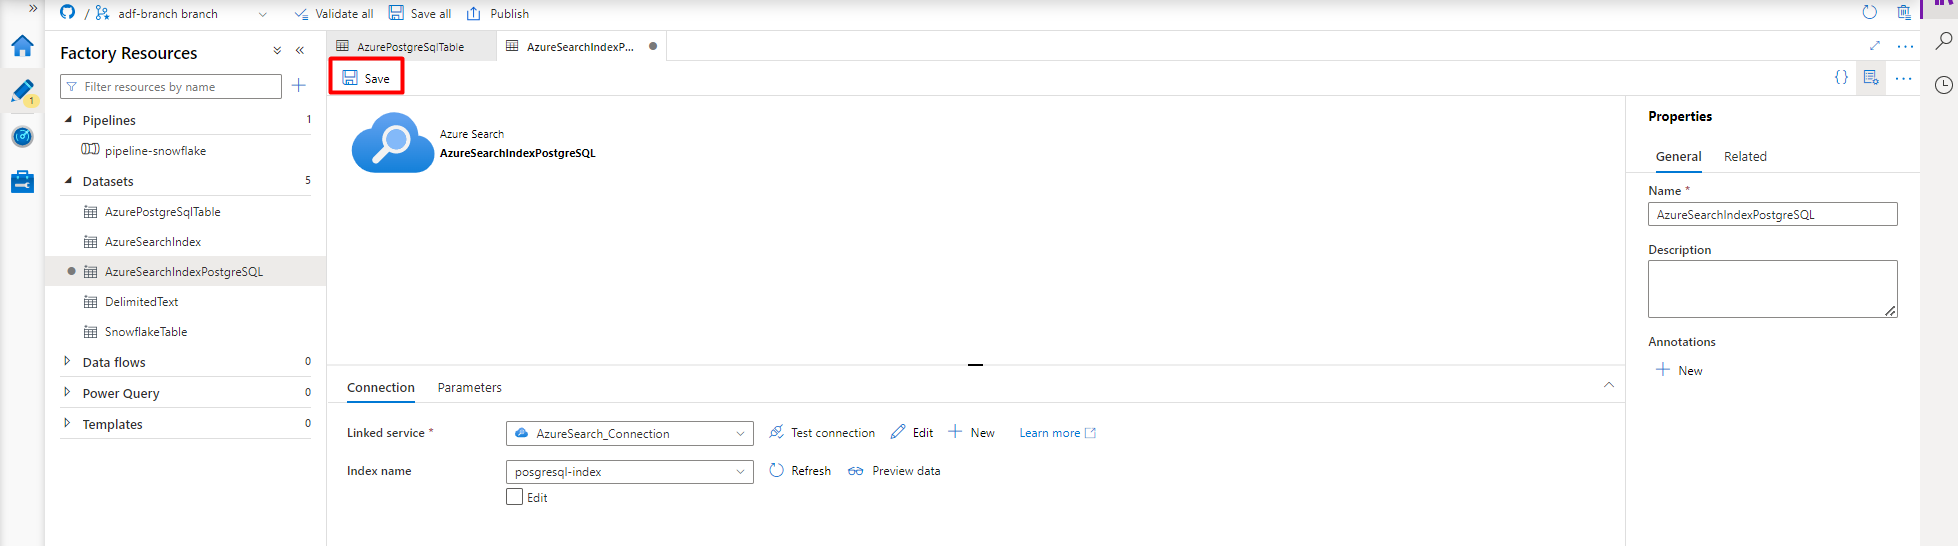 » / adf-branch branch Validate all Save all Publish
Factory Resources
Filter resources by name
Pipelines 1
pipeline-snowflake
Datasets 5
AzurePostgreSqlTable
AzureSearchIndex
AzureSearchIndexPostgreSQL
DelimitedText
SnowflakeTable
Data flows 0
Power Query 0
Templates 0
1
AzurePostgreSqlTable AzureSearchIndexP...
Save
{}
Azure Search
AzureSearchIndexPostgreSQL
Connection Parameters
Linked service * AzureSearch_Connection Test connection Edit New Learn more
Index name posgresql-index Refresh Preview data
Edit
Properties
General Related
Name *
AzureSearchIndexPostgreSQL
Description
Annotations
New